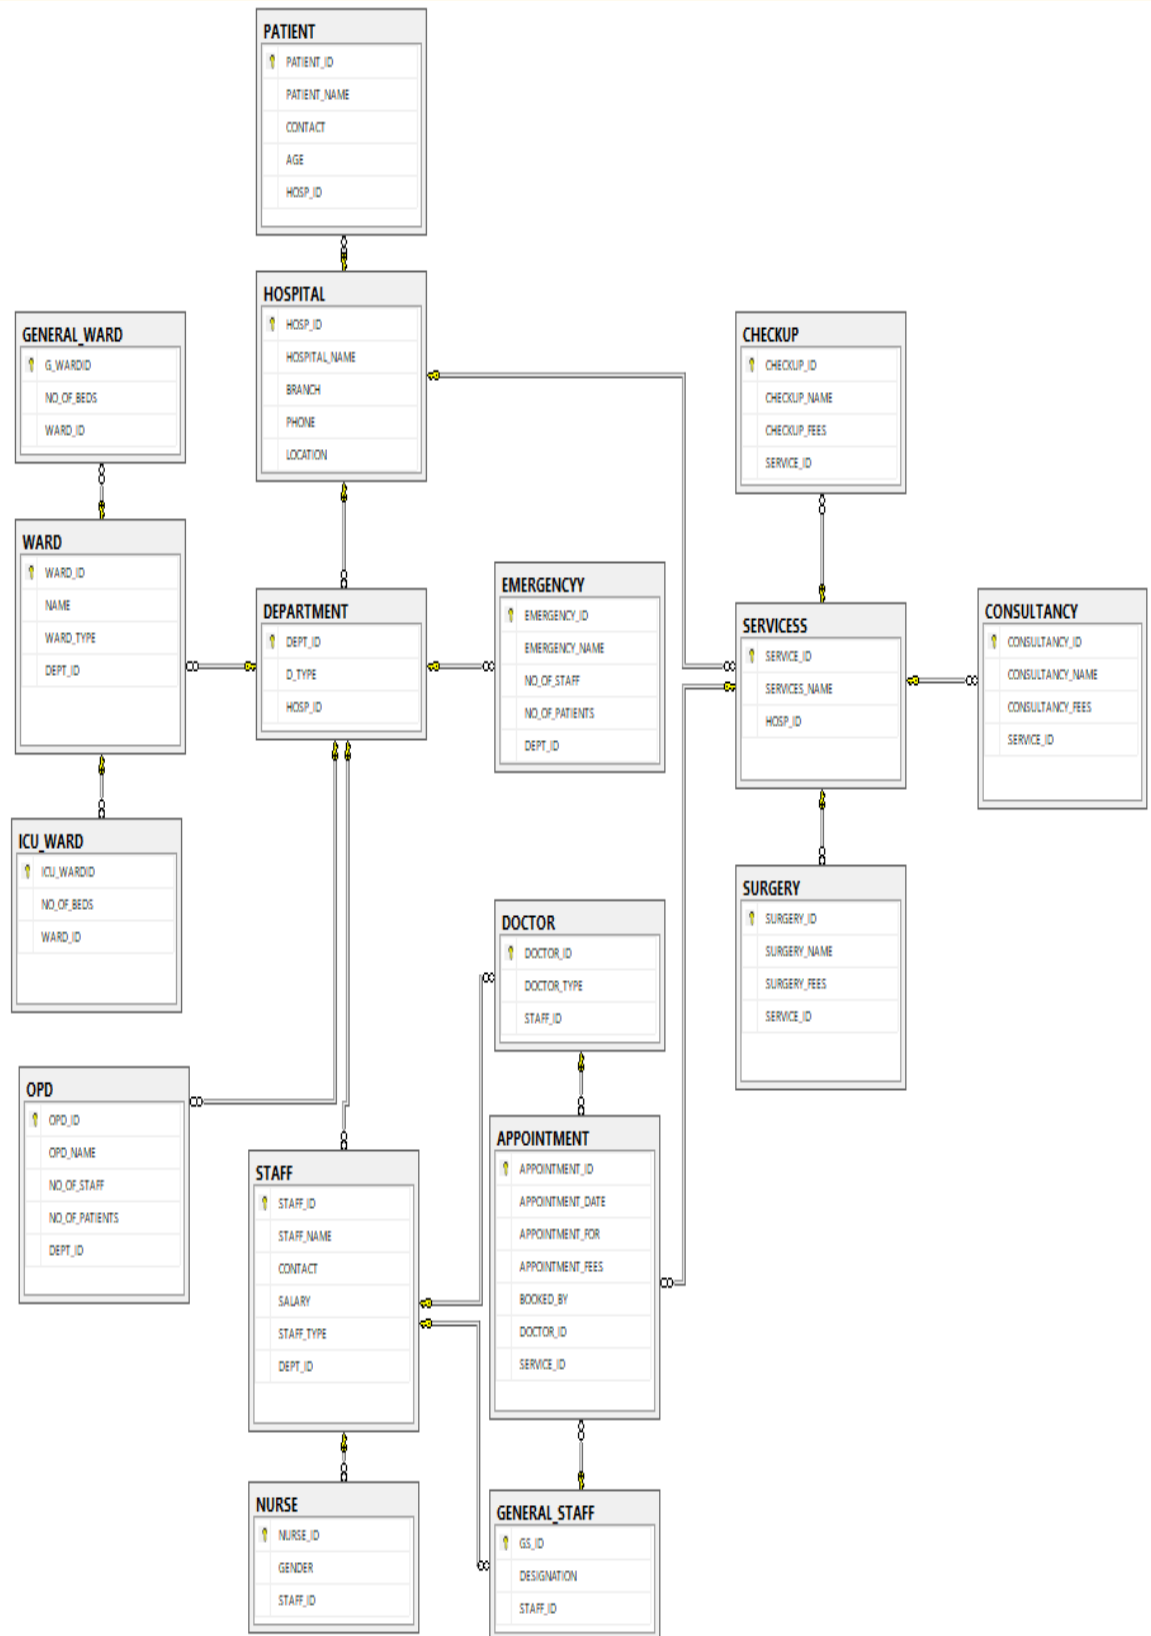 PATIENT
PATIENT_ID
PATIENT_NAME
CONTACT
AGE
HOSP_ID
HOSPITAL
HOSP_ID
HOSPITAL_NAME
BRANCH
PHONE
LOCATION
GENERAL_WARD
G_WARDID
NO_OF_BEDS
WARD_ID
CHECKUP
CHECKUP_ID
CHECKUP_NAME
CHECKUP_FEES
SERVICE_ID
WARD
WARD_ID
NAME
WARD_TYPE
DEPT_ID
DEPARTMENT
DEPT_ID
D_TYPE
HOSP_ID
EMERGENCYY
EMERGENCY_ID
EMERGENCY_NAME
NO_OF_STAFF
NO_OF_PATIENTS
DEPT_ID
SERVICESS
SERVICE_ID
SERVICES_NAME
HOSP_ID
CONSULTANCY
CONSULTANCY_ID
CONSULTANCY_NAME
CONSULTANCY_FEES
SERVICE_ID
ICU_WARD
ICU_WARDID
NO_OF_BEDS
WARD_ID
DOCTOR
DOCTOR_ID
DOCTOR_TYPE
STAFF_ID
SURGERY
SURGERY_ID
SURGERY_NAME
SURGERY_FEES
SERVICE_ID
OPD
OPD_ID
OPD_NAME
NO_OF_STAFF
NO_OF_PATIENTS
DEPT_ID
STAFF
STAFF_ID
STAFF_NAME
CONTACT
SALARY
STAFF_TYPE
DEPT_ID
APPOINTMENT
APPOINTMENT_ID
APPOINTMENT_DATE
APPOINTMENT_FOR
APPOINTMENT_FEES
BOOKED_BY
DOCTOR_ID
SERVICE_ID
NURSE
NURSE_ID
GENDER
STAFF_ID
GENERAL_STAFF
GS_ID
DESIGNATION
STAFF_ID